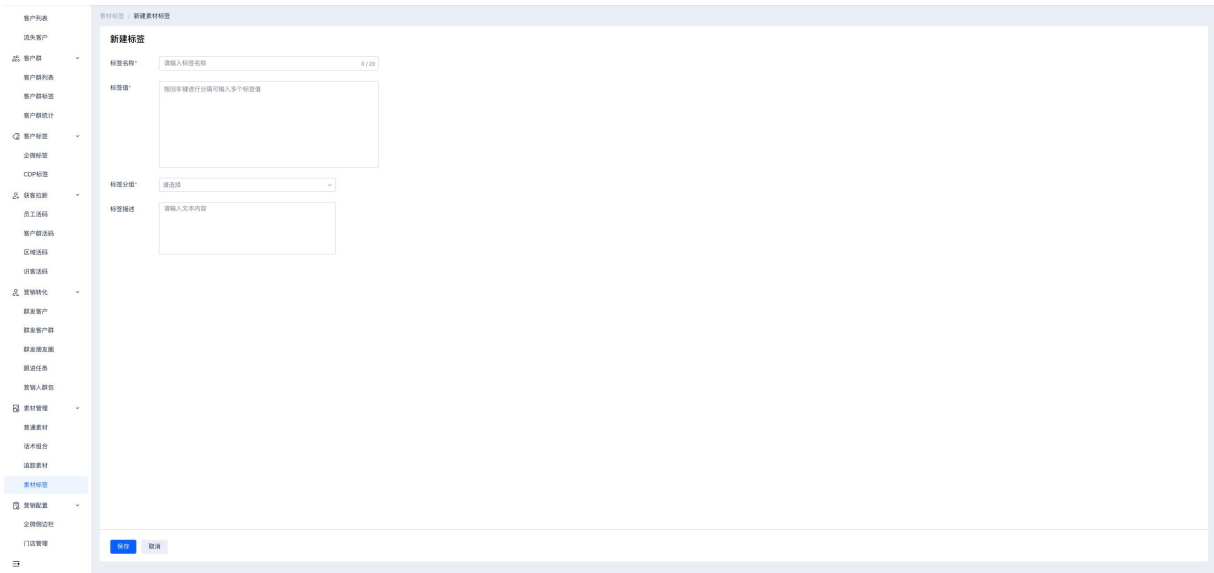 客户列表
流失客户
客户群
客户群列表
客户群标签
客户群统计
客户标签
企微标签
CDP标签
获客拉新
员工活码
客户群活码
区域活码
识客活码
营销转化
群发客户
群发客户群
群发朋友圈
跟进任务
营销人群包
素材管理
普通素材
话术组合
追踪素材
素材标签
营销配置
企微侧边栏
门店管理
素材标签 / 新建素材标签
新建标签
标签名称* 请输入标签名称 0 / 20
标签值* 按回车键进行分隔可输入多个标签值
标签分组* 请选择
标签描述 请输入文本内容
保存 取消